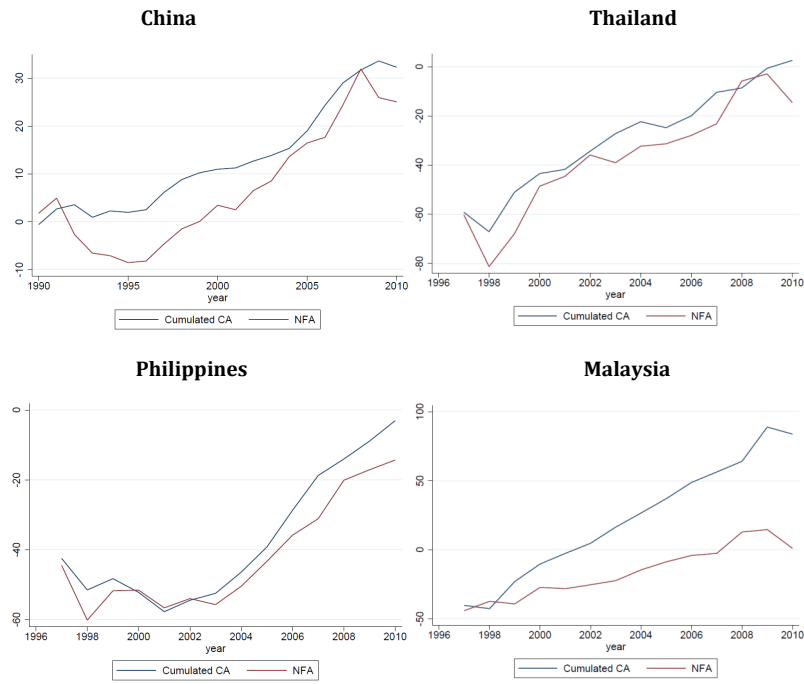 China
30
20
10
0
-10
1990 1995 2000 2005 2010
year
Cumulated CA NFA
Thailand
0
-20
-40
-60
-80
1996 1998 2000 2002 2004 2006 2008 2010
year
Cumulated CA NFA
Philippines
0
-20
-40
-60
1996 1998 2000 2002 2004 2006 2008 2010
year
Cumulated CA NFA
Malaysia
100
50
0
-50
1996 1998 2000 2002 2004 2006 2008 2010
year
Cumulated CA NFA